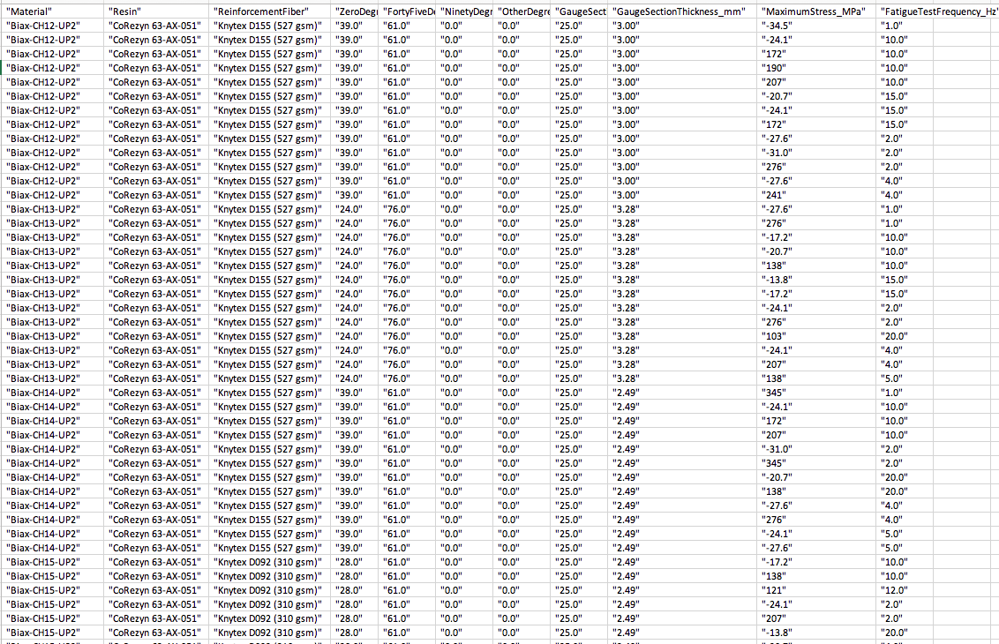 "Material" "Resin" "ReinforcementFiber" "ZeroDegr "FortyFiveDe "NinetyDegr "OtherDegre "GaugeSect "GaugeSectionThickness_mm" "MaximumStress_MPa" "FatigueTestFrequency_Hz"
"Biax-CH12-UP2" "CoRezyn 63-AX-051" "Knytex D155 (527 gsm)" "39.0" "61.0" "0.0" "0.0" "25.0" "3.00" "-34.5" "1.0"
"Biax-CH12-UP2" "CoRezyn 63-AX-051" "Knytex D155 (527 gsm)" "39.0" "61.0" "0.0" "0.0" "25.0" "3.00" "-24.1" "10.0"
"Biax-CH12-UP2" "CoRezyn 63-AX-051" "Knytex D155 (527 gsm)" "39.0" "61.0" "0.0" "0.0" "25.0" "3.00" "172" "10.0"
"Biax-CH12-UP2" "CoRezyn 63-AX-051" "Knytex D155 (527 gsm)" "39.0" "61.0" "0.0" "0.0" "25.0" "3.00" "190" "10.0"
"Biax-CH12-UP2" "CoRezyn 63-AX-051" "Knytex D155 (527 gsm)" "39.0" "61.0" "0.0" "0.0" "25.0" "3.00" "207" "10.0"
"Biax-CH12-UP2" "CoRezyn 63-AX-051" "Knytex D155 (527 gsm)" "39.0" "61.0" "0.0" "0.0" "25.0" "3.00" "-20.7" "15.0"
"Biax-CH12-UP2" "CoRezyn 63-AX-051" "Knytex D155 (527 gsm)" "39.0" "61.0" "0.0" "0.0" "25.0" "3.00" "-24.1" "15.0"
"Biax-CH12-UP2" "CoRezyn 63-AX-051" "Knytex D155 (527 gsm)" "39.0" "61.0" "0.0" "0.0" "25.0" "3.00" "172" "15.0"
"Biax-CH12-UP2" "CoRezyn 63-AX-051" "Knytex D155 (527 gsm)" "39.0" "61.0" "0.0" "0.0" "25.0" "3.00" "-27.6" "2.0"
"Biax-CH12-UP2" "CoRezyn 63-AX-051" "Knytex D155 (527 gsm)" "39.0" "61.0" "0.0" "0.0" "25.0" "3.00" "-31.0" "2.0"
"Biax-CH12-UP2" "CoRezyn 63-AX-051" "Knytex D155 (527 gsm)" "39.0" "61.0" "0.0" "0.0" "25.0" "3.00" "276" "2.0"
"Biax-CH12-UP2" "CoRezyn 63-AX-051" "Knytex D155 (527 gsm)" "39.0" "61.0" "0.0" "0.0" "25.0" "3.00" "-27.6" "4.0"
"Biax-CH12-UP2" "CoRezyn 63-AX-051" "Knytex D155 (527 gsm)" "39.0" "61.0" "0.0" "0.0" "25.0" "3.00" "241" "4.0"
"Biax-CH13-UP2" "CoRezyn 63-AX-051" "Knytex D155 (527 gsm)" "24.0" "76.0" "0.0" "0.0" "25.0" "3.28" "-27.6" "1.0"
"Biax-CH13-UP2" "CoRezyn 63-AX-051" "Knytex D155 (527 gsm)" "24.0" "76.0" "0.0" "0.0" "25.0" "3.28" "276" "1.0"
"Biax-CH13-UP2" "CoRezyn 63-AX-051" "Knytex D155 (527 gsm)" "24.0" "76.0" "0.0" "0.0" "25.0" "3.28" "-17.2" "10.0"
"Biax-CH13-UP2" "CoRezyn 63-AX-051" "Knytex D155 (527 gsm)" "24.0" "76.0" "0.0" "0.0" "25.0" "3.28" "-20.7" "10.0"
"Biax-CH13-UP2" "CoRezyn 63-AX-051" "Knytex D155 (527 gsm)" "24.0" "76.0" "0.0" "0.0" "25.0" "3.28" "138" "10.0"
"Biax-CH13-UP2" "CoRezyn 63-AX-051" "Knytex D155 (527 gsm)" "24.0" "76.0" "0.0" "0.0" "25.0" "3.28" "-13.8" "15.0"
"Biax-CH13-UP2" "CoRezyn 63-AX-051" "Knytex D155 (527 gsm)" "24.0" "76.0" "0.0" "0.0" "25.0" "3.28" "-17.2" "15.0"
"Biax-CH13-UP2" "CoRezyn 63-AX-051" "Knytex D155 (527 gsm)" "24.0" "76.0" "0.0" "0.0" "25.0" "3.28" "-24.1" "2.0"
"Biax-CH13-UP2" "CoRezyn 63-AX-051" "Knytex D155 (527 gsm)" "24.0" "76.0" "0.0" "0.0" "25.0" "3.28" "276" "2.0"
"Biax-CH13-UP2" "CoRezyn 63-AX-051" "Knytex D155 (527 gsm)" "24.0" "76.0" "0.0" "0.0" "25.0" "3.28" "103" "20.0"
"Biax-CH13-UP2" "CoRezyn 63-AX-051" "Knytex D155 (527 gsm)" "24.0" "76.0" "0.0" "0.0" "25.0" "3.28" "-24.1" "4.0"
"Biax-CH13-UP2" "CoRezyn 63-AX-051" "Knytex D155 (527 gsm)" "24.0" "76.0" "0.0" "0.0" "25.0" "3.28" "207" "4.0"
"Biax-CH13-UP2" "CoRezyn 63-AX-051" "Knytex D155 (527 gsm)" "24.0" "76.0" "0.0" "0.0" "25.0" "3.28" "138" "5.0"
"Biax-CH14-UP2" "CoRezyn 63-AX-051" "Knytex D155 (527 gsm)" "39.0" "61.0" "0.0" "0.0" "25.0" "2.49" "345" "1.0"
"Biax-CH14-UP2" "CoRezyn 63-AX-051" "Knytex D155 (527 gsm)" "39.0" "61.0" "0.0" "0.0" "25.0" "2.49" "-24.1" "10.0"
"Biax-CH14-UP2" "CoRezyn 63-AX-051" "Knytex D155 (527 gsm)" "39.0" "61.0" "0.0" "0.0" "25.0" "2.49" "172" "10.0"
"Biax-CH14-UP2" "CoRezyn 63-AX-051" "Knytex D155 (527 gsm)" "39.0" "61.0" "0.0" "0.0" "25.0" "2.49" "207" "10.0"
"Biax-CH14-UP2" "CoRezyn 63-AX-051" "Knytex D155 (527 gsm)" "39.0" "61.0" "0.0" "0.0" "25.0" "2.49" "-31.0" "2.0"
"Biax-CH14-UP2" "CoRezyn 63-AX-051" "Knytex D155 (527 gsm)" "39.0" "61.0" "0.0" "0.0" "25.0" "2.49" "345" "2.0"
"Biax-CH14-UP2" "CoRezyn 63-AX-051" "Knytex D155 (527 gsm)" "39.0" "61.0" "0.0" "0.0" "25.0" "2.49" "-20.7" "20.0"
"Biax-CH14-UP2" "CoRezyn 63-AX-051" "Knytex D155 (527 gsm)" "39.0" "61.0" "0.0" "0.0" "25.0" "2.49" "138" "20.0"
"Biax-CH14-UP2" "CoRezyn 63-AX-051" "Knytex D155 (527 gsm)" "39.0" "61.0" "0.0" "0.0" "25.0" "2.49" "-27.6" "4.0"
"Biax-CH14-UP2" "CoRezyn 63-AX-051" "Knytex D155 (527 gsm)" "39.0" "61.0" "0.0" "0.0" "25.0" "2.49" "276" "4.0"
"Biax-CH14-UP2" "CoRezyn 63-AX-051" "Knytex D155 (527 gsm)" "39.0" "61.0" "0.0" "0.0" "25.0" "2.49" "-24.1" "5.0"
"Biax-CH14-UP2" "CoRezyn 63-AX-051" "Knytex D155 (527 gsm)" "39.0" "61.0" "0.0" "0.0" "25.0" "2.49" "-27.6" "5.0"
"Biax-CH15-UP2" "CoRezyn 63-AX-051" "Knytex D092 (310 gsm)" "28.0" "61.0" "0.0" "0.0" "25.0" "2.49" "-17.2" "10.0"
"Biax-CH15-UP2" "CoRezyn 63-AX-051" "Knytex D092 (310 gsm)" "28.0" "61.0" "0.0" "0.0" "25.0" "2.49" "138" "10.0"
"Biax-CH15-UP2" "CoRezyn 63-AX-051" "Knytex D092 (310 gsm)" "28.0" "61.0" "0.0" "0.0" "25.0" "2.49" "121" "12.0"
"Biax-CH15-UP2" "CoRezyn 63-AX-051" "Knytex D092 (310 gsm)" "28.0" "61.0" "0.0" "0.0" "25.0" "2.49" "-24.1" "2.0"
"Biax-CH15-UP2" "CoRezyn 63-AX-051" "Knytex D092 (310 gsm)" "28.0" "61.0" "0.0" "0.0" "25.0" "2.49" "207" "2.0"
"Biax-CH15-UP2" "CoRezyn 63-AX-051" "Knytex D092 (310 gsm)" "28.0" "61.0" "0.0" "0.0" "25.0" "2.49" "-13.8" "20.0"